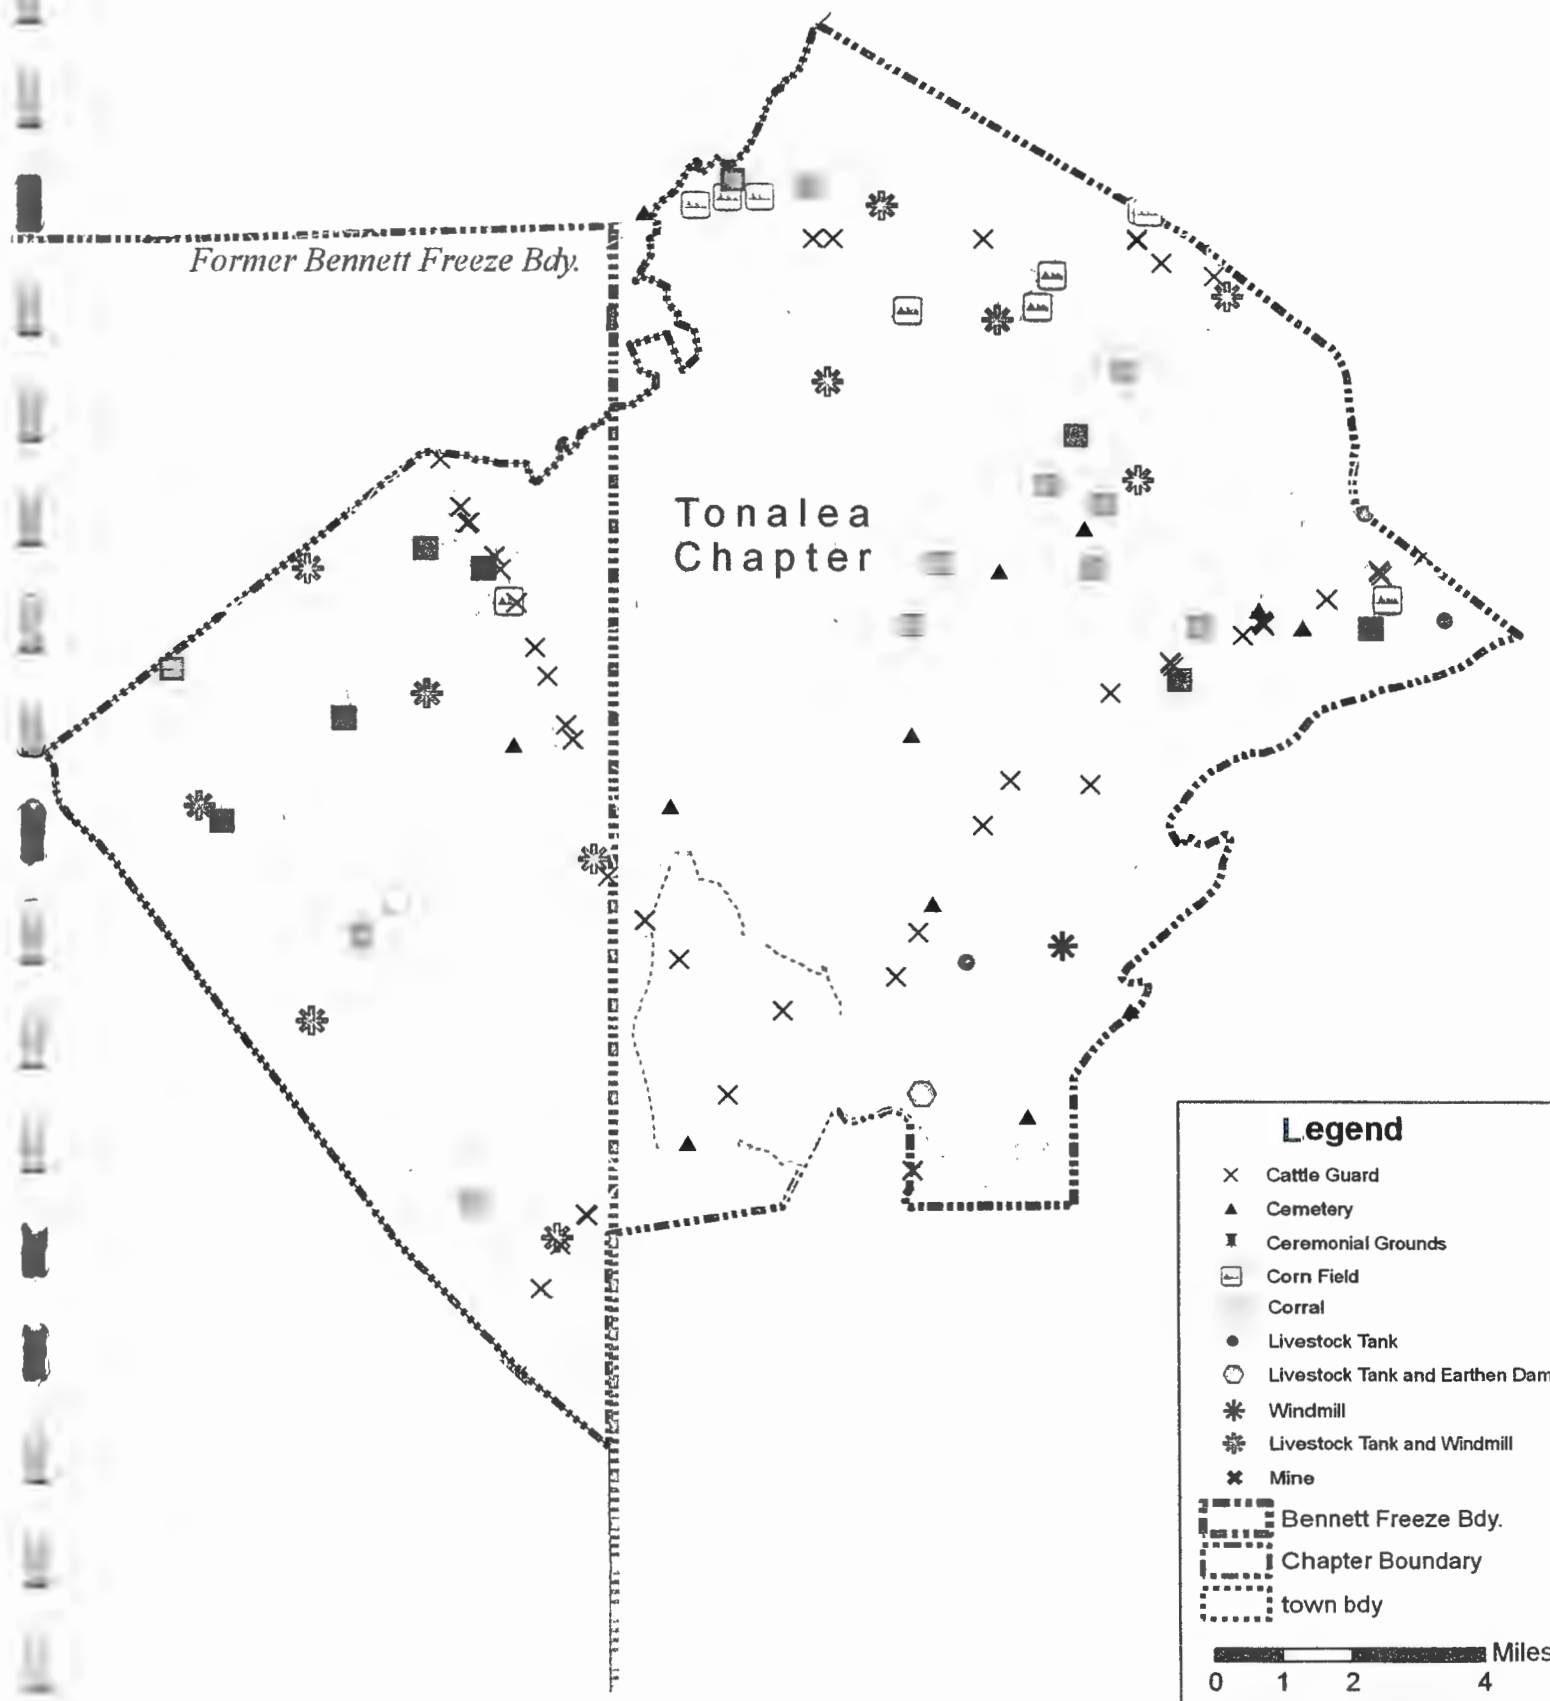 Former Bennett Freeze Bdy.
Tonalea
Chapter
Legend
Cattle Guard
Cemetery
Ceremonial Grounds
Corn Field
Corral
Livestock Tank
Livestock Tank and Earthen Dam
Windmill
Livestock Tank and Windmill
Mine
Bennett Freeze Bdy.
Chapter Boundary
town bdy
Miles
0 1 2 4